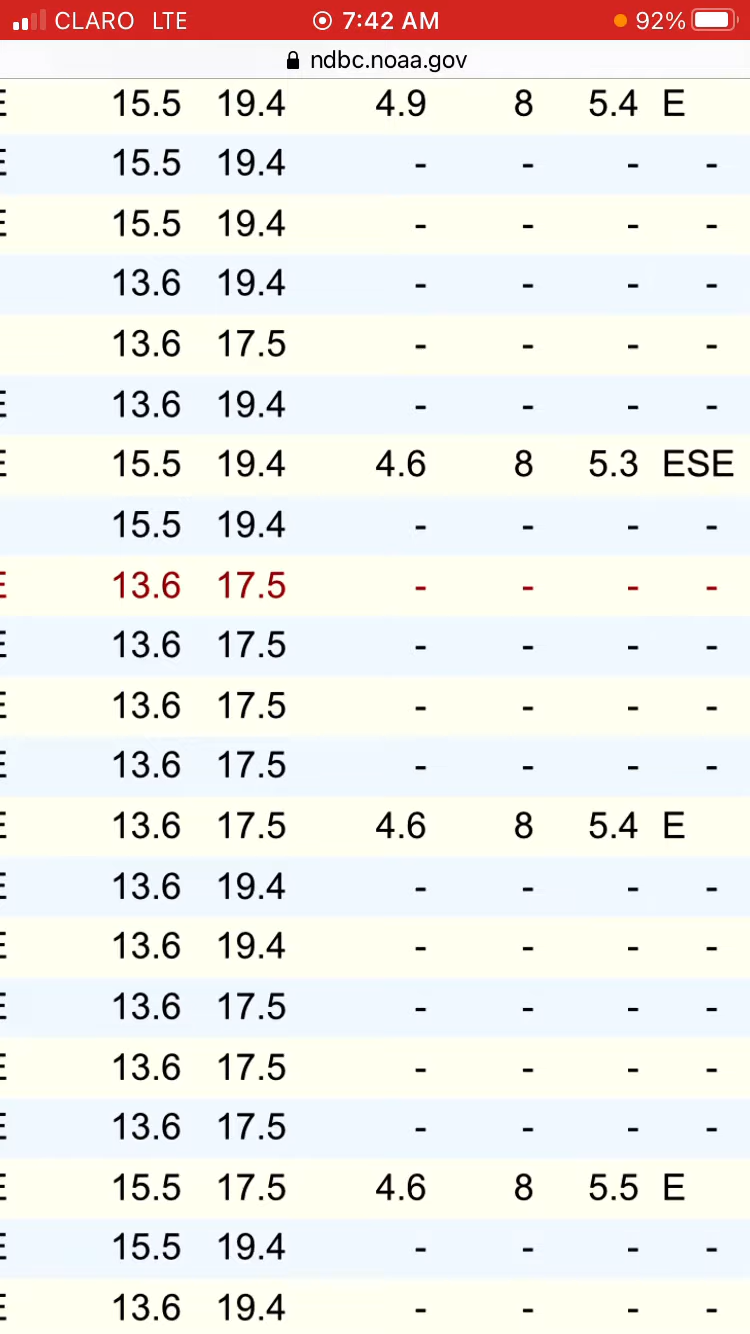 CLARO LTE 7:42 AM 92%
ndbc.noaa.gov
E 15.5 19.4 4.9 8 5.4 E
E 15.5 19.4 - - - -
E 15.5 19.4 - - - -
13.6 19.4 - - - -
13.6 17.5 - - - -
E 13.6 19.4 - - - -
E 15.5 19.4 4.6 8 5.3 ESE
15.5 19.4 - - - -
E 13.6 17.5 - - - -
E 13.6 17.5 - - - -
E 13.6 17.5 - - - -
E 13.6 17.5 - - - -
E 13.6 17.5 4.6 8 5.4 E
E 13.6 19.4 - - - -
E 13.6 19.4 - - - -
E 13.6 17.5 - - - -
E 13.6 17.5 - - - -
E 13.6 17.5 - - - -
E 15.5 17.5 4.6 8 5.5 E
E 15.5 19.4 - - - -
E 13.6 19.4 - - - -